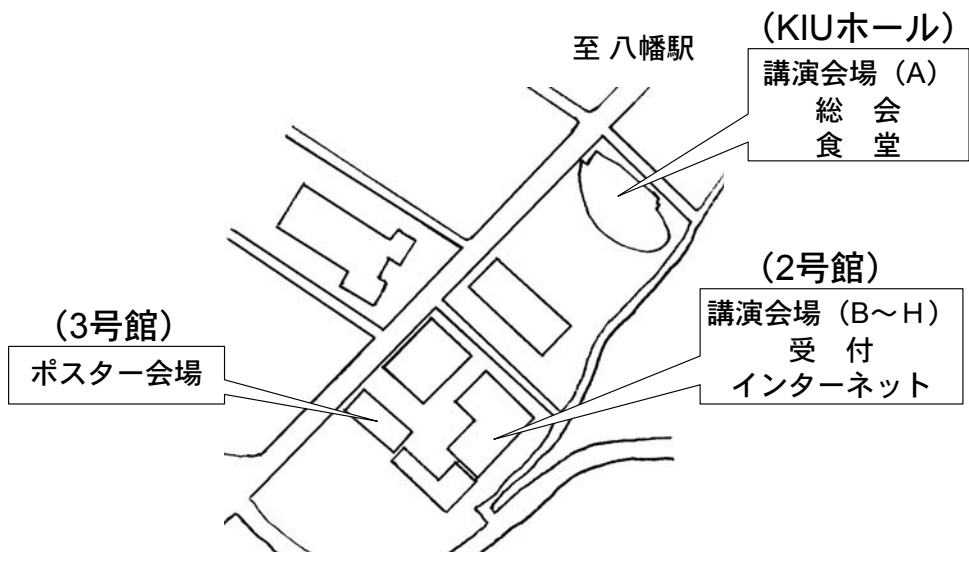 (KIUホール)
至 八幡駅
講演会場(A)
総 会
食 堂
(2号館)
講演会場(B~H)
受 付
インターネット
(3号館)
ポスター会場